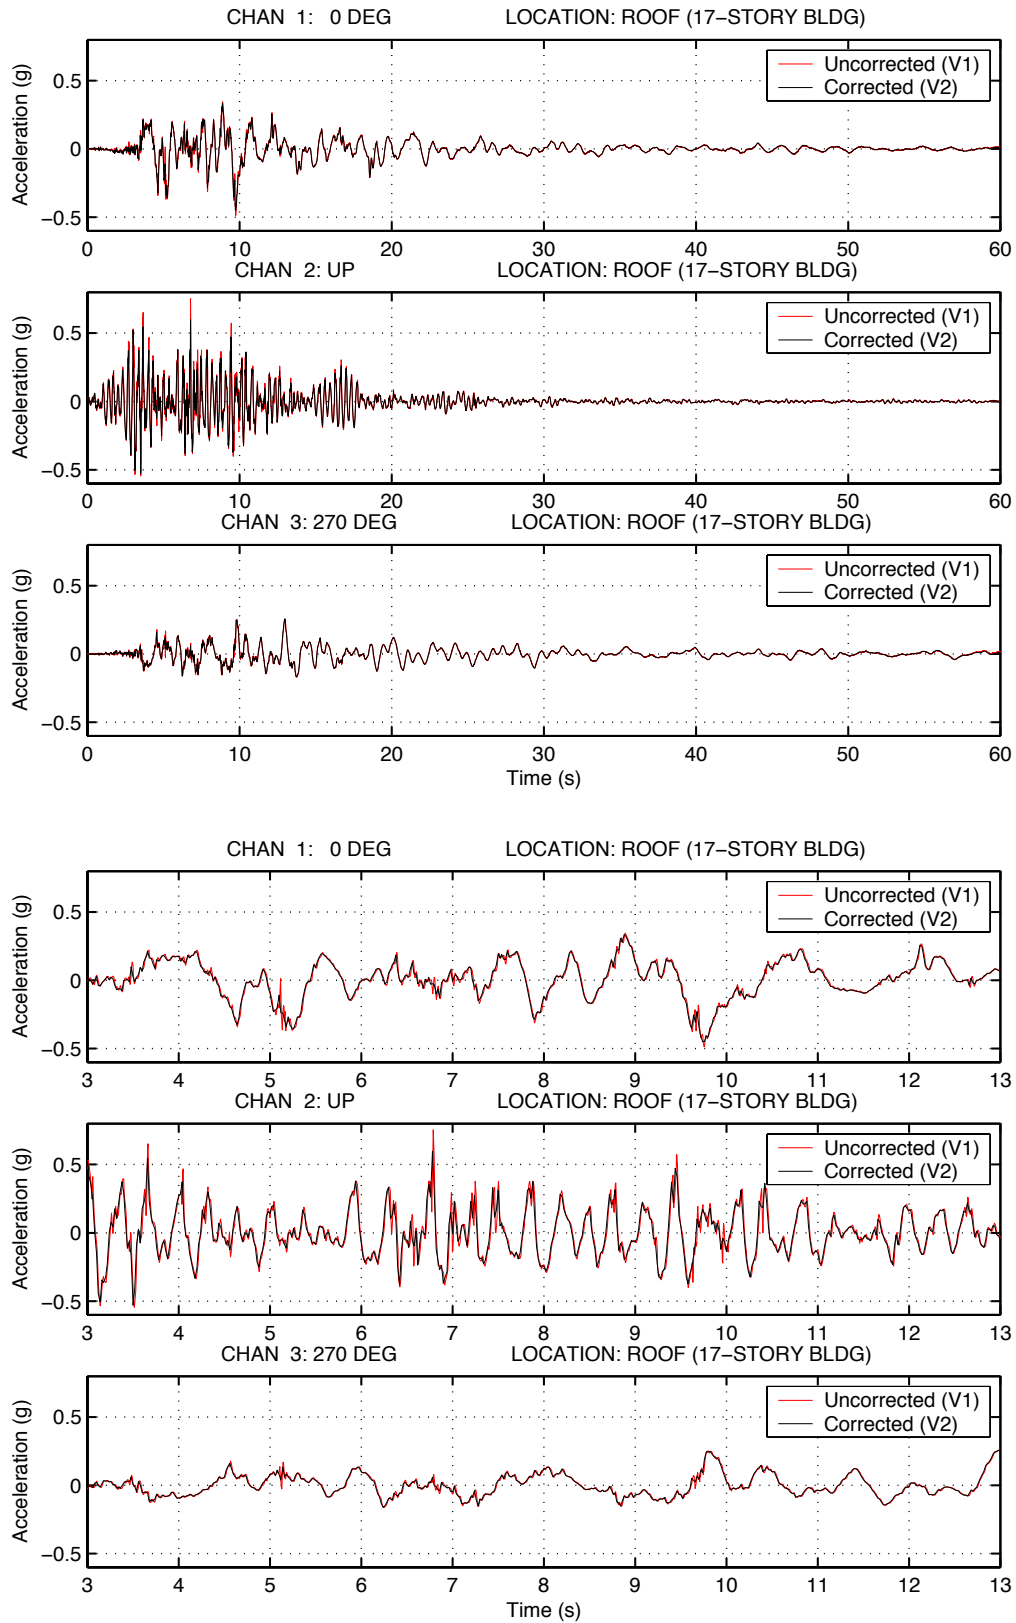 CHAN 1: 0 DEG LOCATION: ROOF (17−STORY BLDG)
Acceleration (g)
0.5
0
−0.5
Uncorrected (V1)
Corrected (V2)
0 10 20 30 40 50 60
CHAN 2: UP LOCATION: ROOF (17−STORY BLDG)
Acceleration (g)
0.5
0
−0.5
Uncorrected (V1)
Corrected (V2)
0 10 20 30 40 50 60
CHAN 3: 270 DEG LOCATION: ROOF (17−STORY BLDG)
Acceleration (g)
0.5
0
−0.5
Uncorrected (V1)
Corrected (V2)
0 10 20 30 40 50 60
Time (s)
CHAN 1: 0 DEG LOCATION: ROOF (17−STORY BLDG)
Acceleration (g)
0.5
0
−0.5
Uncorrected (V1)
Corrected (V2)
3 4 5 6 7 8 9 10 11 12 13
CHAN 2: UP LOCATION: ROOF (17−STORY BLDG)
Acceleration (g)
0.5
0
−0.5
Uncorrected (V1)
Corrected (V2)
3 4 5 6 7 8 9 10 11 12 13
CHAN 3: 270 DEG LOCATION: ROOF (17−STORY BLDG)
Acceleration (g)
0.5
0
−0.5
Uncorrected (V1)
Corrected (V2)
3 4 5 6 7 8 9 10 11 12 13
Time (s)